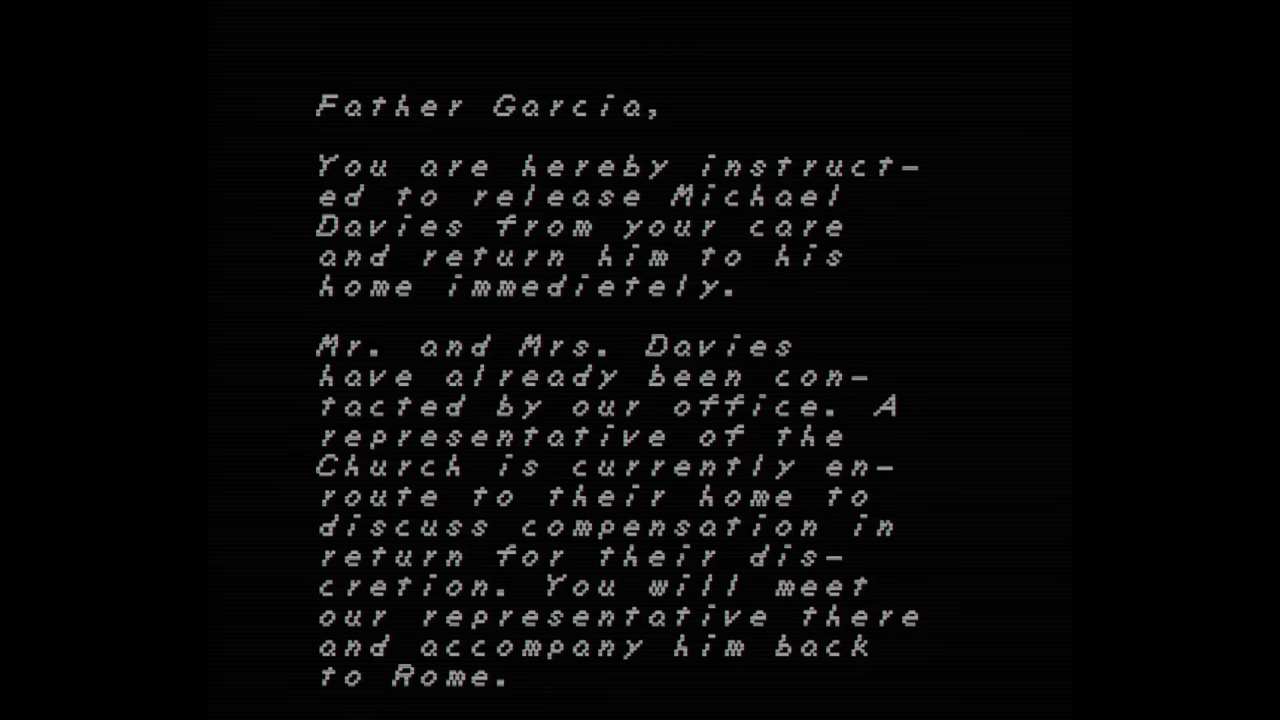 Father Garcia,
You are hereby instruct-
ed to release Michael
Davies from your care
and return him to his
home immedietely.
Mr. and Mrs. Davies
have already been con-
tacted by our office. A
representative of the
Church is currently en-
route to their home to
discuss compensation in
return for their dis-
cretion. You will meet
our representative there
and accompany him back
to Rome.